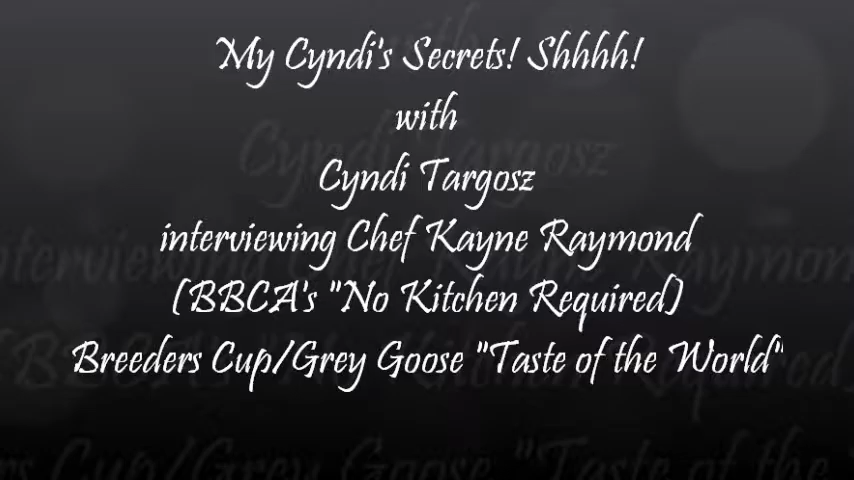 My Cyndi's Secrets! Shhhh!
with
Cyndi Targosz
interviewing Chef Kayne Raymond
(BBCA's "No Kitchen Required)
Breeders Cup/Grey Goose "Taste of the World"